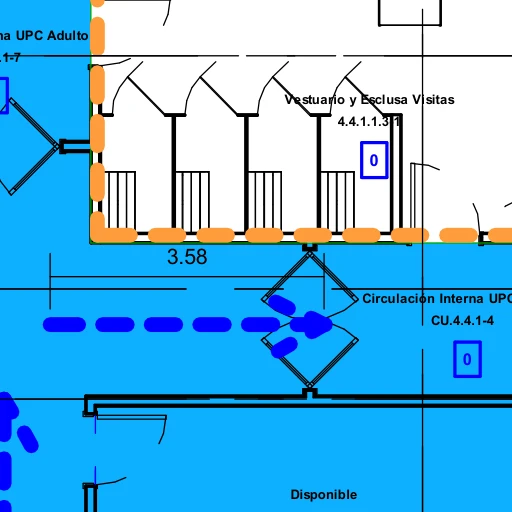 na UPC Adulto
.1-7
Vestuario y Esclusa Visitas
4.4.1.1.3-1
0
3.58
Circulación Interna UPC
CU.4.4.1-4
0
Disponible